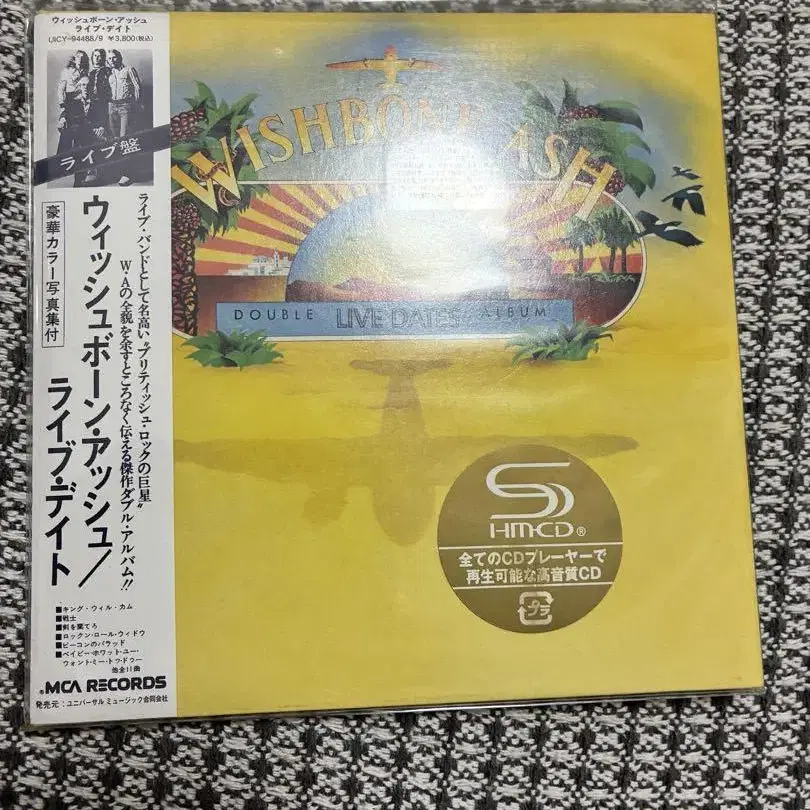 ウィッシュボーン・アッシュ
ライブ・デイト
UICY-94488/9 ¥3,800(税込)
ライブ盤
豪華カラー写真集付
ライブ・バンドとして名高い"ブリティッシュ・ロックの巨星"
W・Aの全貌を余すところなく伝える傑作ダブル・アルバム!!
ウィッシュボーン・アッシュ/
ライブ・デイト
■キング・ウィル・カム
■戦士
■剣を棄てろ
■ロックン・ロール・ウィドウ
■ビーコンのバラッド
■ベイビー・ホワット・ユー・
ウォント・ミー・トゥ・ドゥー
他全11曲
®MCA RECORDS
発売元:ユニバーサル ミュージック合同会社
WISHBONE ASH
DOUBLE LIVE DATES ALBUM
SHM-CD®
全てのCDプレーヤーで
再生可能な高音質CD
プラ